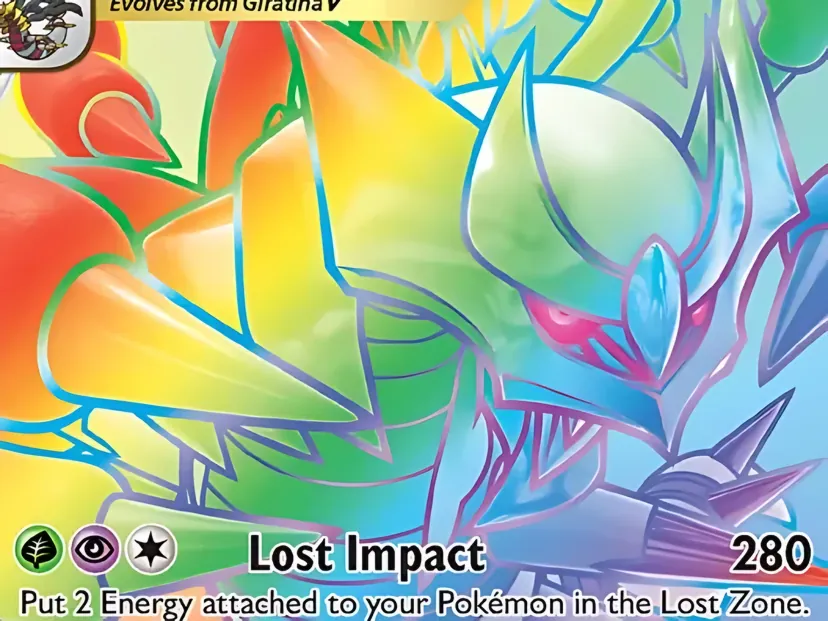 Evolves from Giratina V
Lost Impact 280
Put 2 Energy attached to your Pokémon in the Lost Zone.